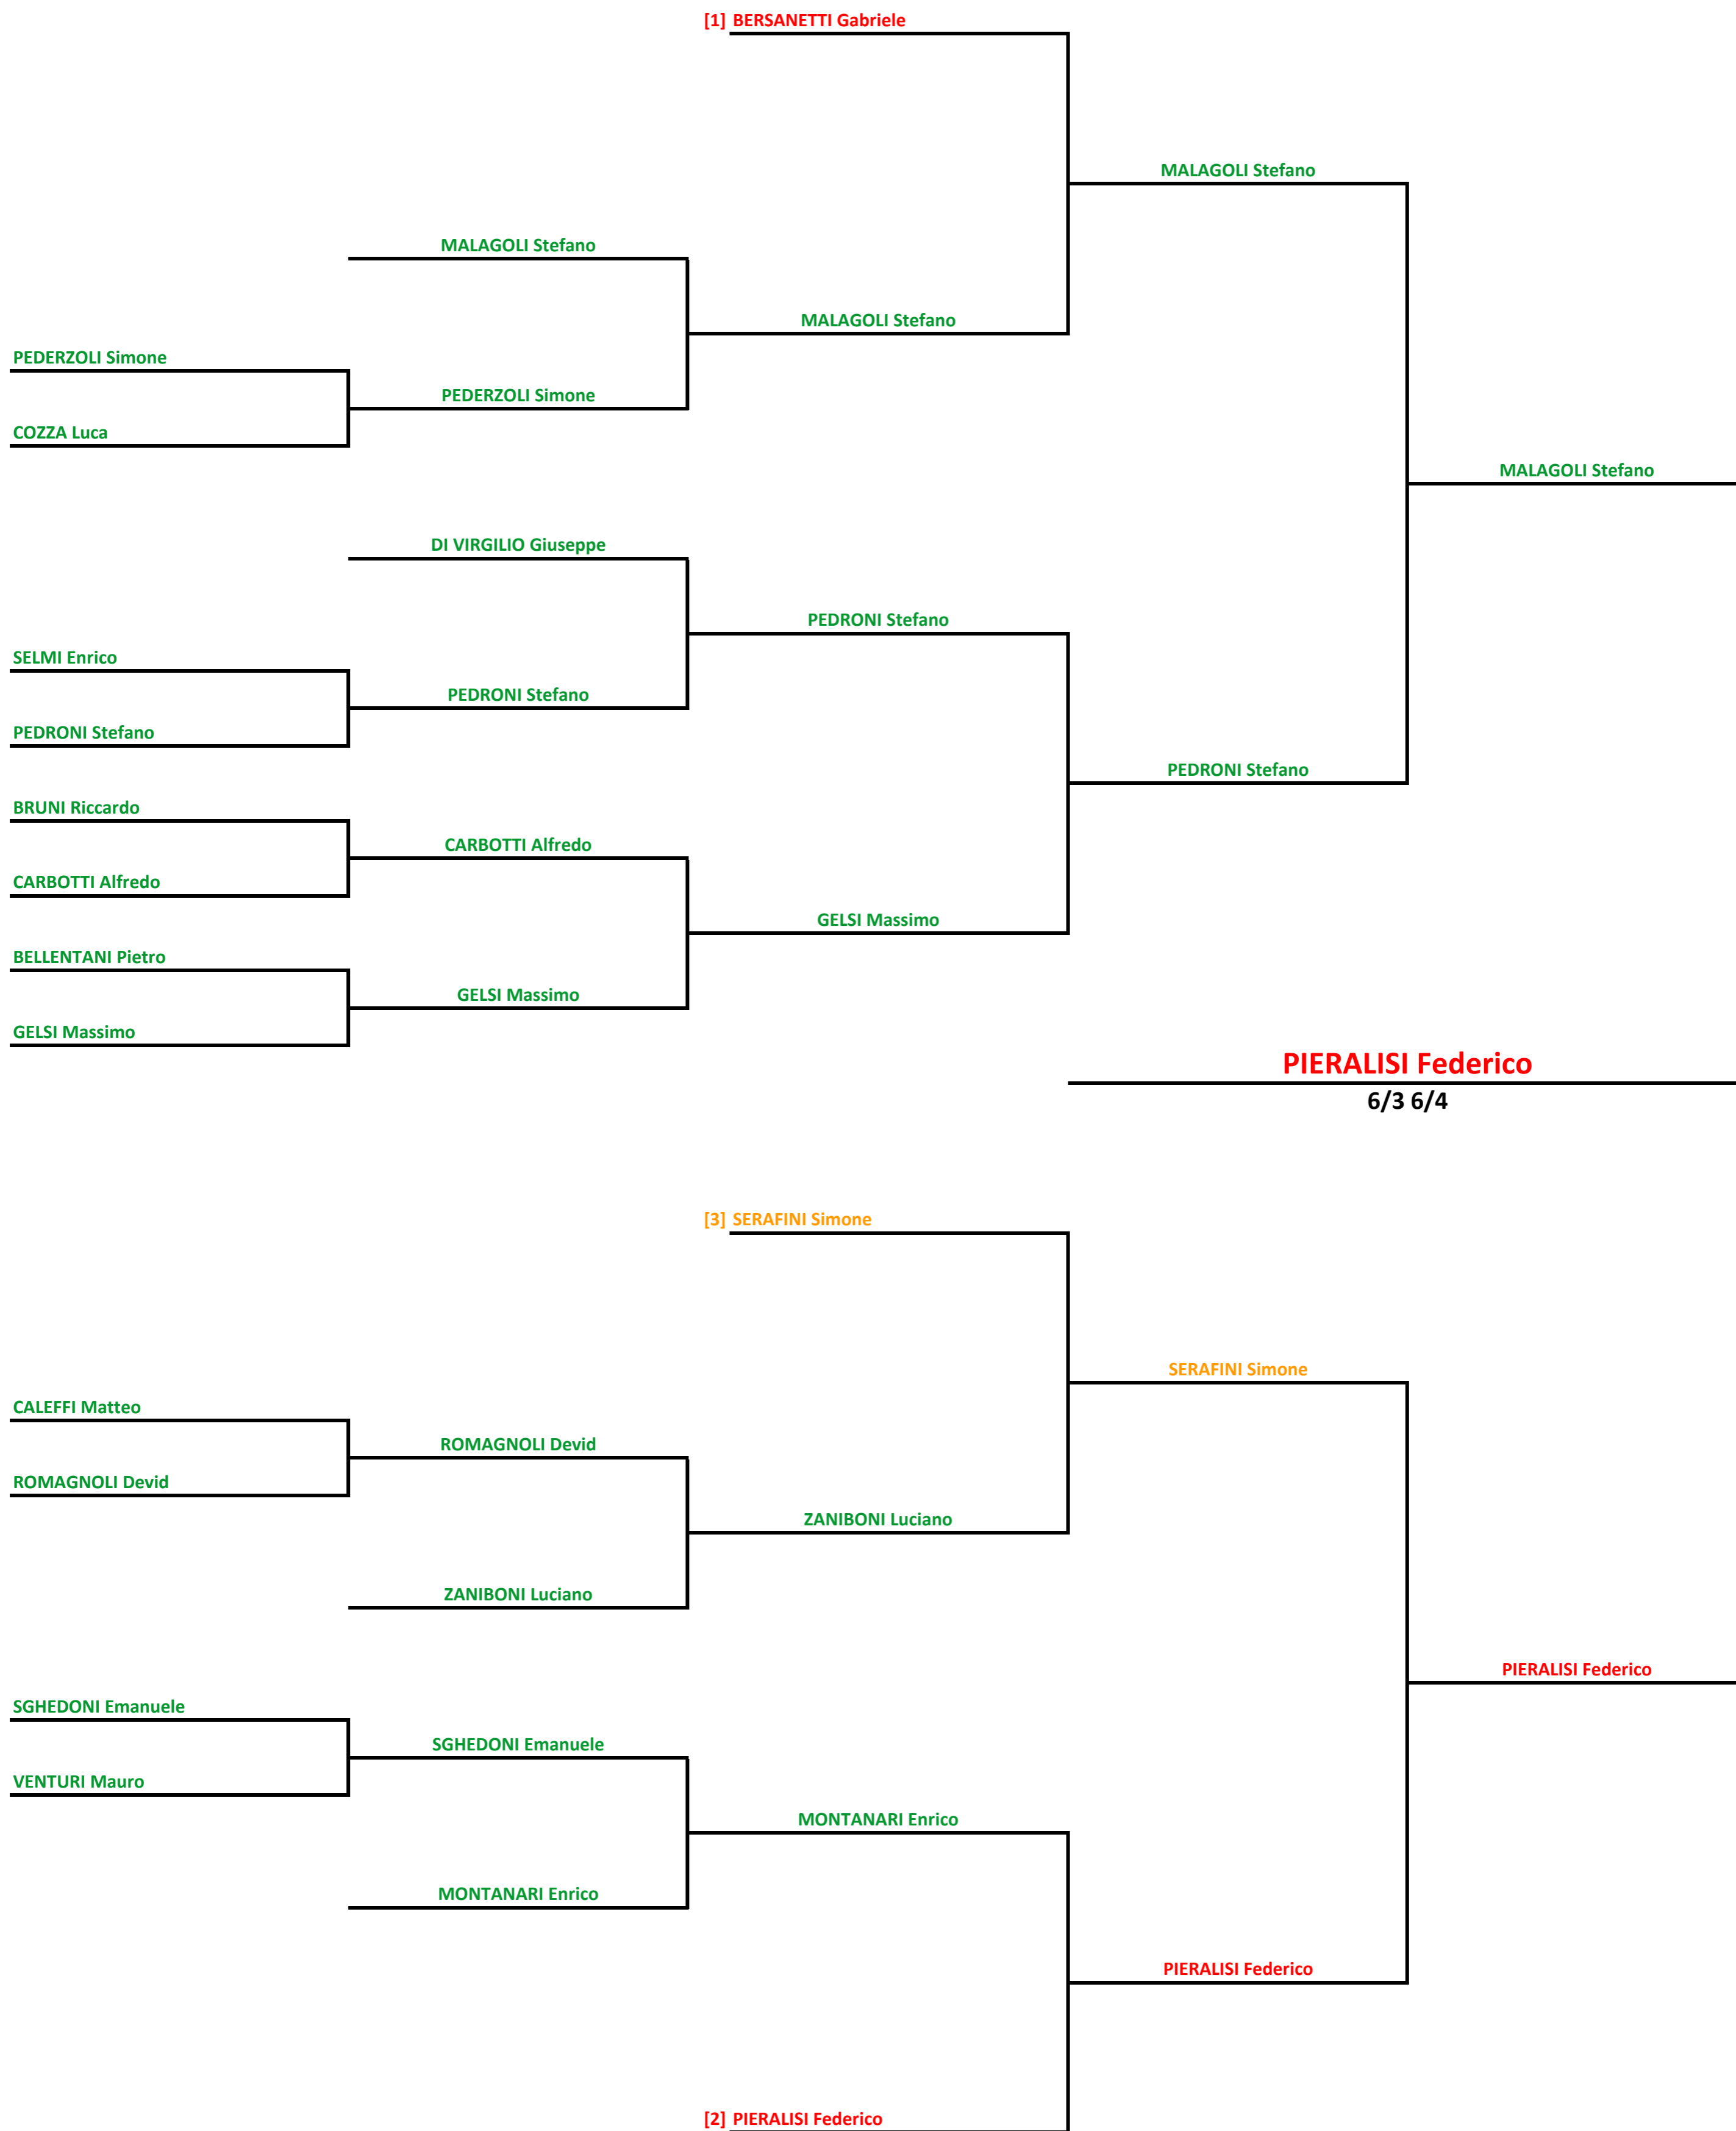 [1] BERSANETTI Gabriele
MALAGOLI Stefano
MALAGOLI Stefano
MALAGOLI Stefano
PEDERZOLI Simone
PEDERZOLI Simone
COZZA Luca
MALAGOLI Stefano
DI VIRGILIO Giuseppe
PEDRONI Stefano
SELMI Enrico
PEDRONI Stefano
PEDRONI Stefano
PEDRONI Stefano
BRUNI Riccardo
CARBOTTI Alfredo
CARBOTTI Alfredo
GELSI Massimo
BELLENTANI Pietro
GELSI Massimo
GELSI Massimo
PIERALISI Federico
6/3 6/4
[3] SERAFINI Simone
SERAFINI Simone
CALEFFI Matteo
ROMAGNOLI Devid
ROMAGNOLI Devid
ZANIBONI Luciano
ZANIBONI Luciano
PIERALISI Federico
SGHEDONI Emanuele
SGHEDONI Emanuele
VENTURI Mauro
MONTANARI Enrico
MONTANARI Enrico
PIERALISI Federico
[2] PIERALISI Federico